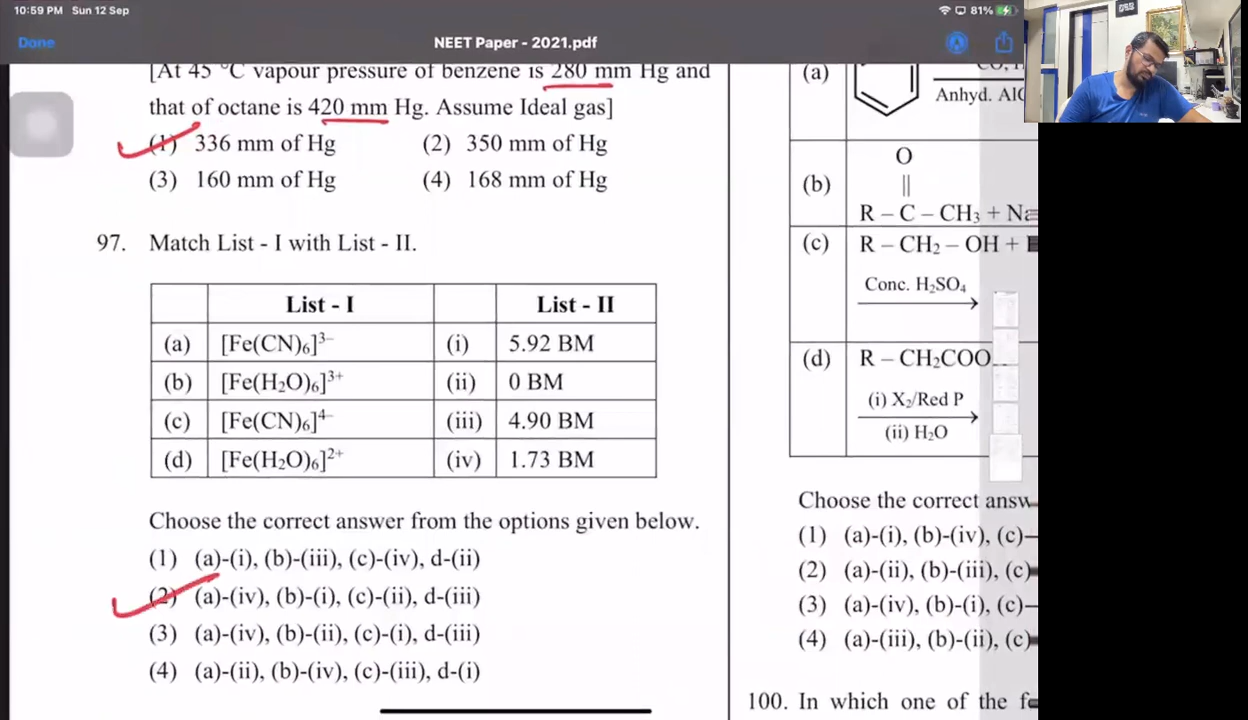 10:59 PM Sun 12 Sep
81%
Done
NEET Paper - 2021.pdf
[At 45 °C vapour pressure of benzene is 280 mm Hg and
that of octane is 420 mm Hg. Assume Ideal gas]
(1) 336 mm of Hg (2) 350 mm of Hg
(3) 160 mm of Hg (4) 168 mm of Hg
97. Match List - I with List - II.
List - I List - II
(a) [Fe(CN)₆]³⁻ (i) 5.92 BM
(b) [Fe(H₂O)₆]³⁺ (ii) 0 BM
(c) [Fe(CN)₆]⁴⁻ (iii) 4.90 BM
(d) [Fe(H₂O)₆]²⁺ (iv) 1.73 BM
Choose the correct answer from the options given below.
(1) (a)-(i), (b)-(iii), (c)-(iv), d-(ii)
(2) (a)-(iv), (b)-(i), (c)-(ii), d-(iii)
(3) (a)-(iv), (b)-(ii), (c)-(i), d-(iii)
(4) (a)-(ii), (b)-(iv), (c)-(iii), d-(i)
(a)
Anhyd.
(b)
O
||
R – C – CH₃ +
(c) R – CH₂ – OH +
Conc. H₂SO₄
(d) R – CH₂COO
(i) X₂/Red P
(ii) H₂O
Choose the correct
(1) (a)-(i), (b)-(iv), (c)
(2) (a)-(ii), (b)-(iii), (c)
(3) (a)-(iv), (b)-(i), (c)
(4) (a)-(iii), (b)-(ii), (c)
100. In which one of the